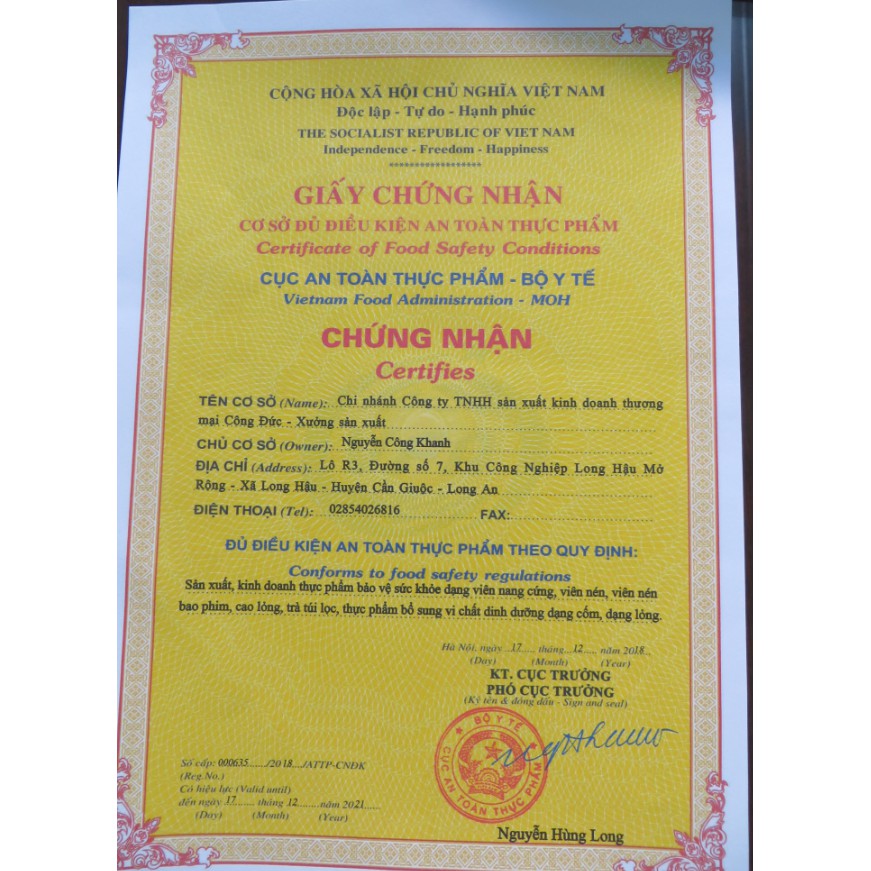 CỘNG HÒA XÃ HỘI CHỦ NGHĨA VIỆT NAM
Độc lập - Tự do - Hạnh phúc
THE SOCIALIST REPUBLIC OF VIET NAM
Independence - Freedom - Happiness
******************
GIẤY CHỨNG NHẬN
CƠ SỞ ĐỦ ĐIỀU KIỆN AN TOÀN THỰC PHẨM
Certificate of Food Safety Conditions
CỤC AN TOÀN THỰC PHẨM - BỘ Y TẾ
Vietnam Food Administration - MOH
CHỨNG NHẬN
Certifies
TÊN CƠ SỞ (Name): Chi nhánh Công ty TNHH sản xuất kinh doanh thương
mại Công Đức - Xưởng sản xuất
CHỦ CƠ SỞ (Owner): Nguyễn Công Khanh
ĐỊA CHỈ (Address): Lô R3, Đường số 7, Khu Công Nghiệp Long Hậu Mở
Rộng - Xã Long Hậu - Huyện Cần Giuộc - Long An
ĐIỆN THOẠI (Tel): 02854026816 FAX:
ĐỦ ĐIỀU KIỆN AN TOÀN THỰC PHẨM THEO QUY ĐỊNH:
Conforms to food safety regulations
Sản xuất, kinh doanh thực phẩm bảo vệ sức khỏe dạng viên nang cứng, viên nén, viên nén
bao phim, cao lỏng, trà túi lọc, thực phẩm bổ sung vi chất dinh dưỡng dạng cốm, dạng lỏng.
Hà Nội, ngày 17 tháng 12 năm 2018
(Day) (Month) (Year)
KT. CỤC TRƯỞNG
PHÓ CỤC TRƯỞNG
(Ký tên & đóng dấu - Sign and seal)
BỘ Y TẾ
CỤC AN TOÀN THỰC PHẨM
Số cấp: 000635/2018/ATTP-CNĐK
(Reg.No.)
Có hiệu lực (Valid until)
đến ngày 17 tháng 12 năm 2021
(Day) (Month) (Year)
Nguyễn Hùng Long